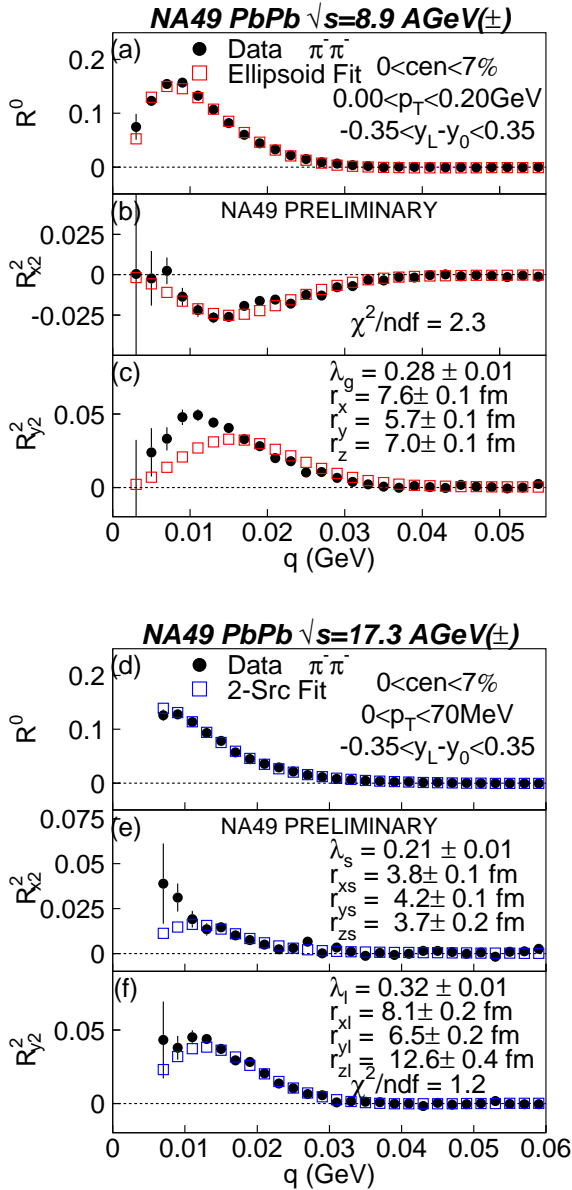 NA49 PbPb √s=8.9 AGeV(±)
(a)
● Data π⁻π⁻
□ Ellipsoid Fit
0<cen<7%
0.00<p_T<0.20GeV
-0.35<y_L-y_0<0.35
0.2
0.1
0
R⁰
(b)
NA49 PRELIMINARY
0.025
0
-0.025
R²_x2
χ²/ndf = 2.3
(c)
λ_g = 0.28 ± 0.01
r_x = 7.6± 0.1 fm
r_y = 5.7± 0.1 fm
r_z = 7.0± 0.1 fm
0.05
0
R²_y2
0 0.01 0.02 0.03 0.04 0.05
q (GeV)
NA49 PbPb √s=17.3 AGeV(±)
(d)
● Data π⁻π⁻
□ 2-Src Fit
0<cen<7%
0<p_T<70MeV
-0.35<y_L-y_0<0.35
0.2
0.1
0
R⁰
(e)
NA49 PRELIMINARY
0.075
0.05
0.025
0
R²_x2
λ_s = 0.21 ± 0.01
r_xs = 3.8± 0.1 fm
r_ys = 4.2± 0.1 fm
r_zs = 3.7± 0.2 fm
(f)
λ_l = 0.32 ± 0.01
r_xl = 8.1± 0.2 fm
r_yl = 6.5± 0.2 fm
r_zl = 12.6± 0.4 fm
χ²/ndf = 1.2
0.05
0
R²_y2
0 0.01 0.02 0.03 0.04 0.05 0.06
q (GeV)